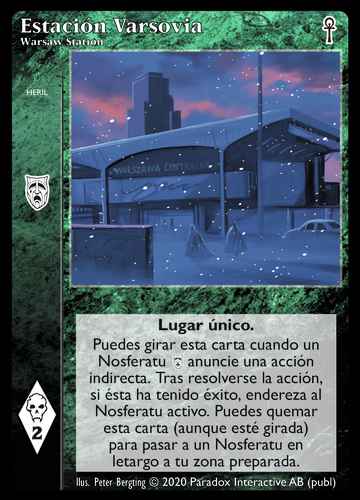 Estación Varsovia
Warsaw Station
HERIL
WARSZAWA CENTRALNA
2
Lugar único.
Puedes girar esta carta cuando un
Nosferatu anuncie una acción
indirecta. Tras resolverse la acción,
si ésta ha tenido éxito, endereza al
Nosferatu activo. Puedes quemar
esta carta (aunque esté girada)
para pasar a un Nosferatu en
letargo a tu zona preparada.
Ilus. Peter Bergting © 2020 Paradox Interactive AB (publ)